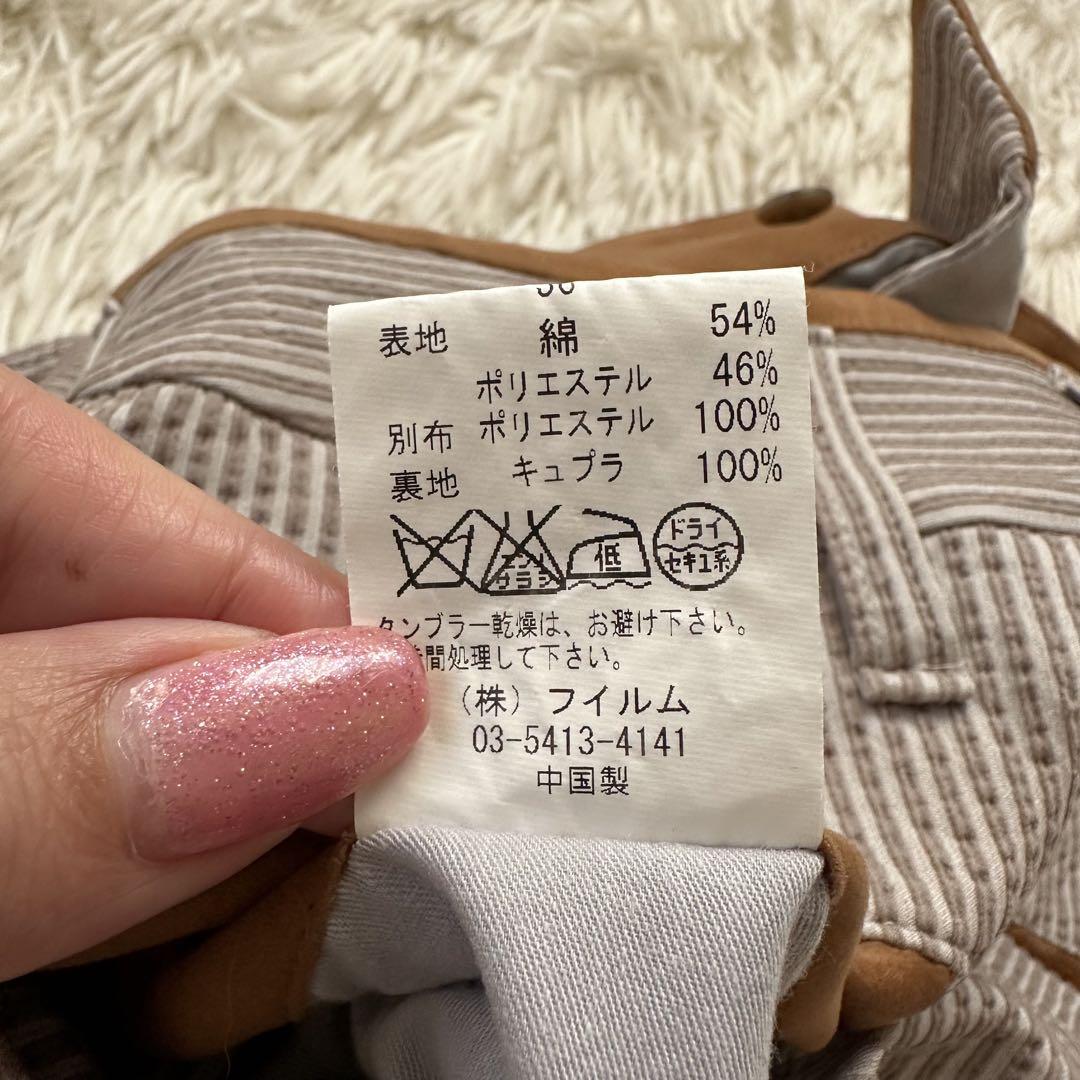 表地 綿 54%
ポリエステル 46%
別布 ポリエステル 100%
裏地 キュプラ 100%
低
ドライ
セキユ系
タンブラー乾燥は、お避け下さい。
時間処理して下さい。
(株)フイルム
03-5413-4141
中国製